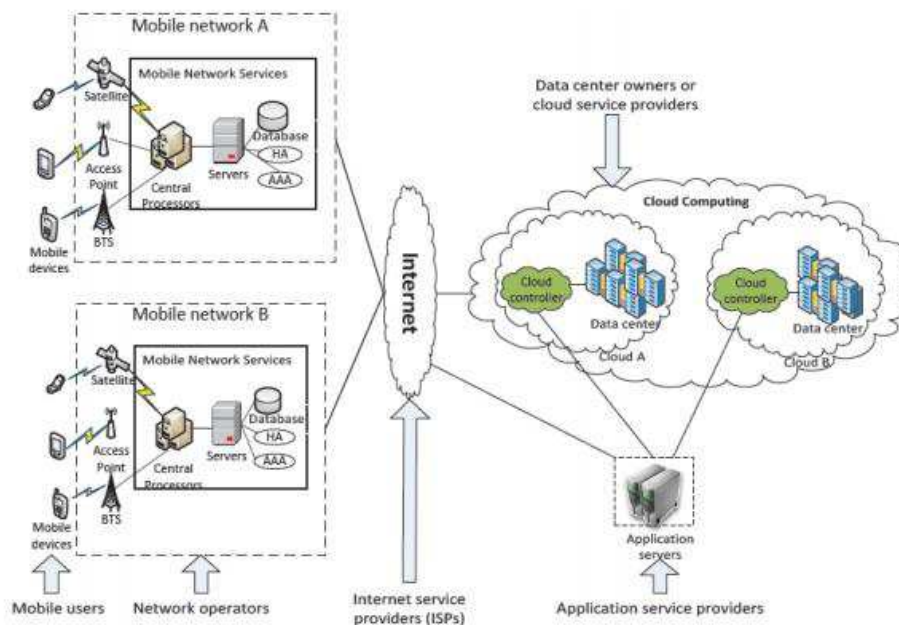 Mobile network A
Mobile Network Services
Satellite
Database
HA
AAA
Access
Point
Central
Processors
Servers
BTS
Mobile
devices
Mobile network B
Mobile Network Services
Satellite
Database
HA
AAA
Access
Point
Central
Processors
Servers
BTS
Mobile
devices
Mobile users
Network operators
Internet
Internet service
providers (ISPs)
Data center owners or
cloud service providers
Cloud Computing
Cloud
controller
Data center
Cloud A
Cloud
controller
Data center
Cloud B
Application
servers
Application service providers